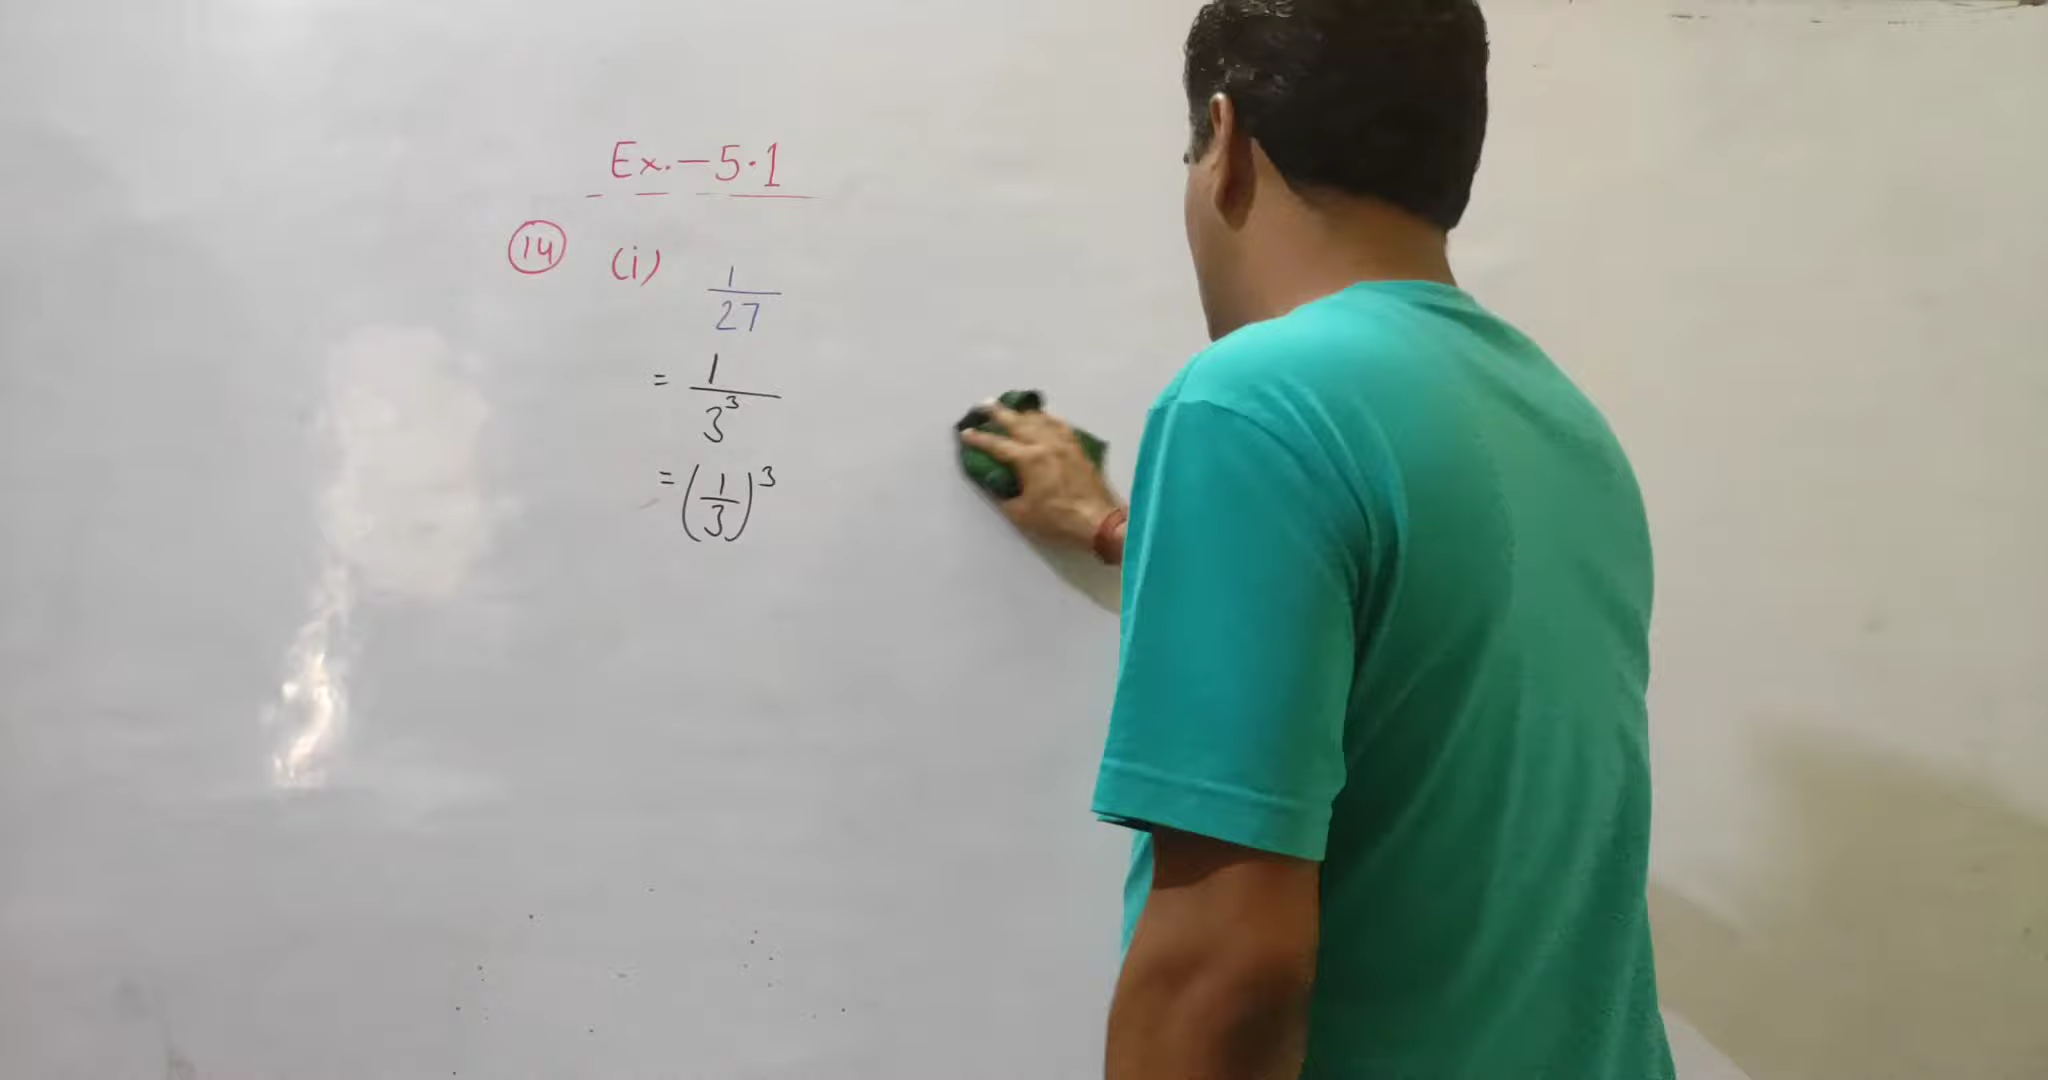 Ex.-5.1
14 (i) 1/27
= 1/3³
= (1/3)³